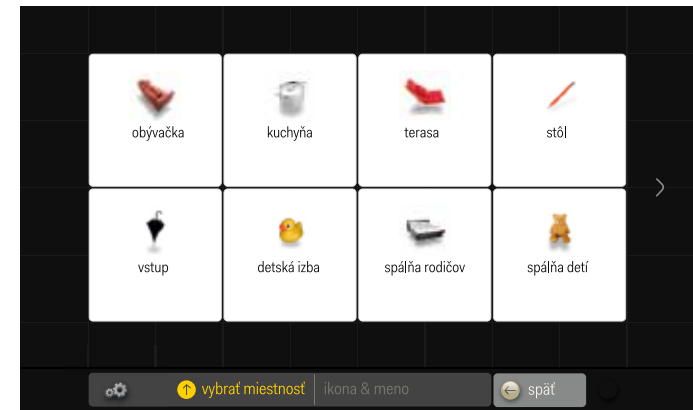 obývačka
kuchyňa
terasa
stôl
vstup
detská izba
spálňa rodičov
spálňa detí
vybrať miestnosť
ikona & meno
späť